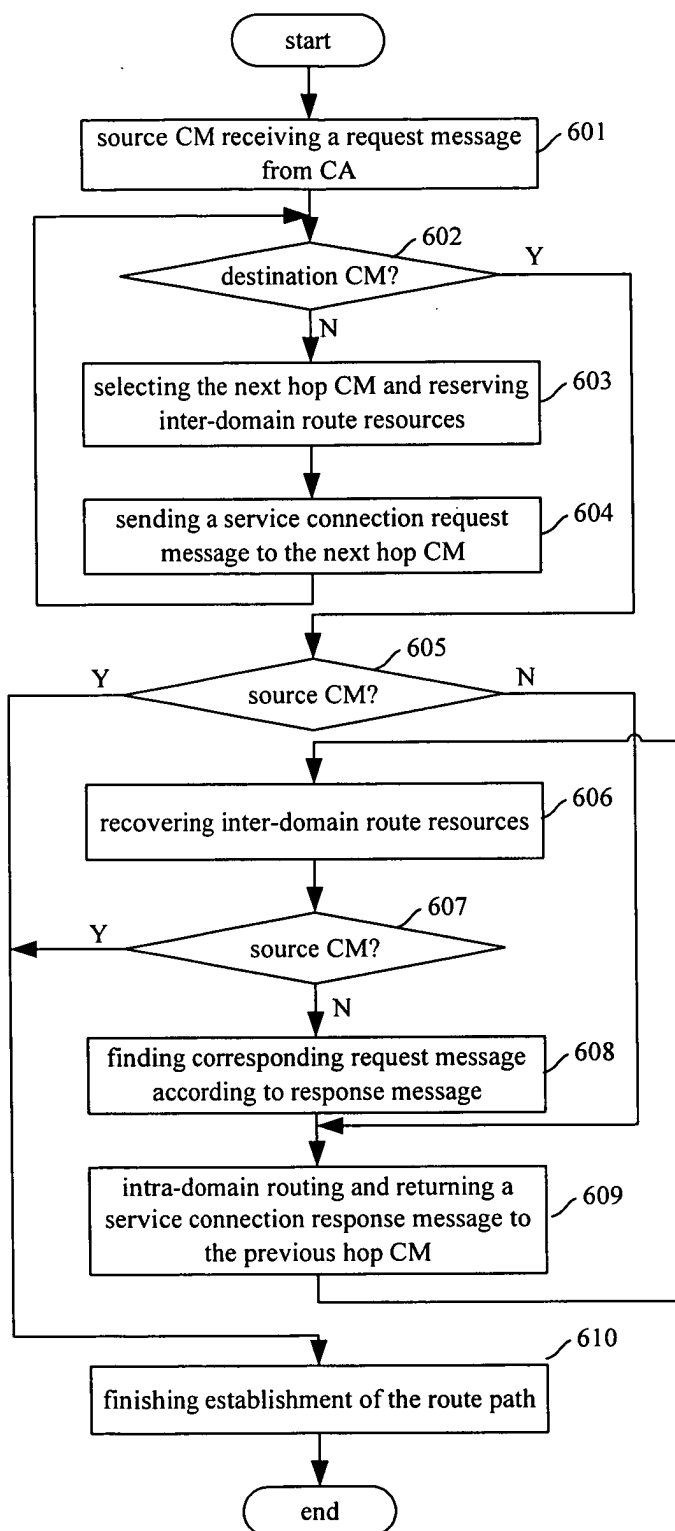 start
source CM receiving a request message
from CA
601
602
destination CM?
Y
N
selecting the next hop CM and reserving
inter-domain route resources
603
sending a service connection request
message to the next hop CM
604
605
Y
source CM?
N
recovering inter-domain route resources
606
607
Y
source CM?
N
finding corresponding request message
according to response message
608
intra-domain routing and returning a
service connection response message to
the previous hop CM
609
610
finishing establishment of the route path
end